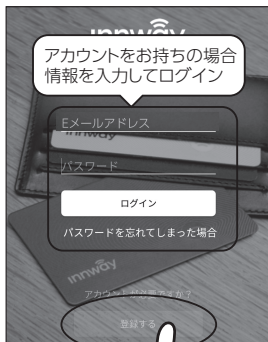 innway
アカウントをお持ちの場合
情報を入力してログイン
Eメールアドレス
パスワード
ログイン
パスワードを忘れてしまった場合
innway
アカウントが必要ですか?
登録する